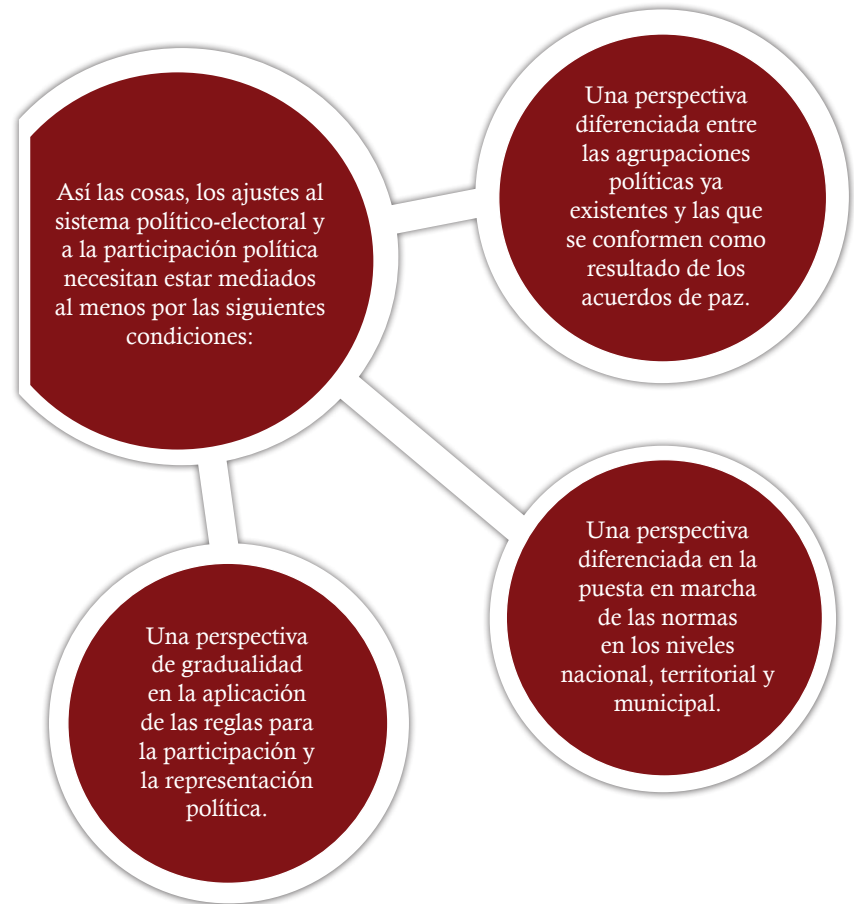 Así las cosas, los ajustes al
sistema político-electoral y
a la participación política
necesitan estar mediados
al menos por las siguientes
condiciones:
Una perspectiva
diferenciada entre
las agrupaciones
políticas ya
existentes y las que
se conformen como
resultado de los
acuerdos de paz.
Una perspectiva
diferenciada en la
puesta en marcha
de las normas
en los niveles
nacional, territorial y
municipal.
Una perspectiva
de gradualidad
en la aplicación
de las reglas para
la participación y
la representación
política.